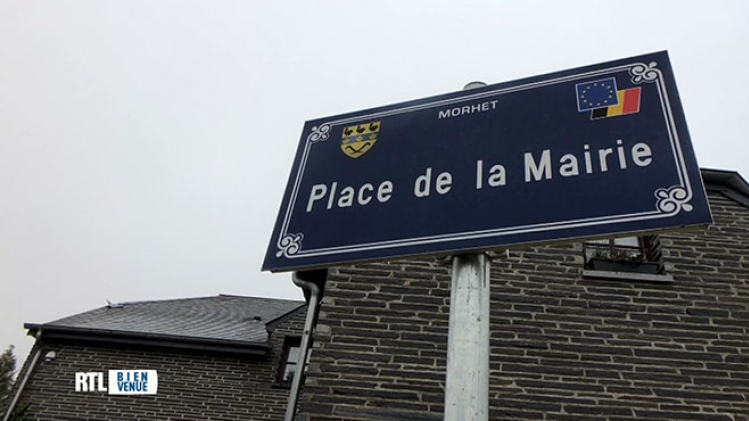 MORHET
Place de la Mairie
RTL BIEN
VENUE